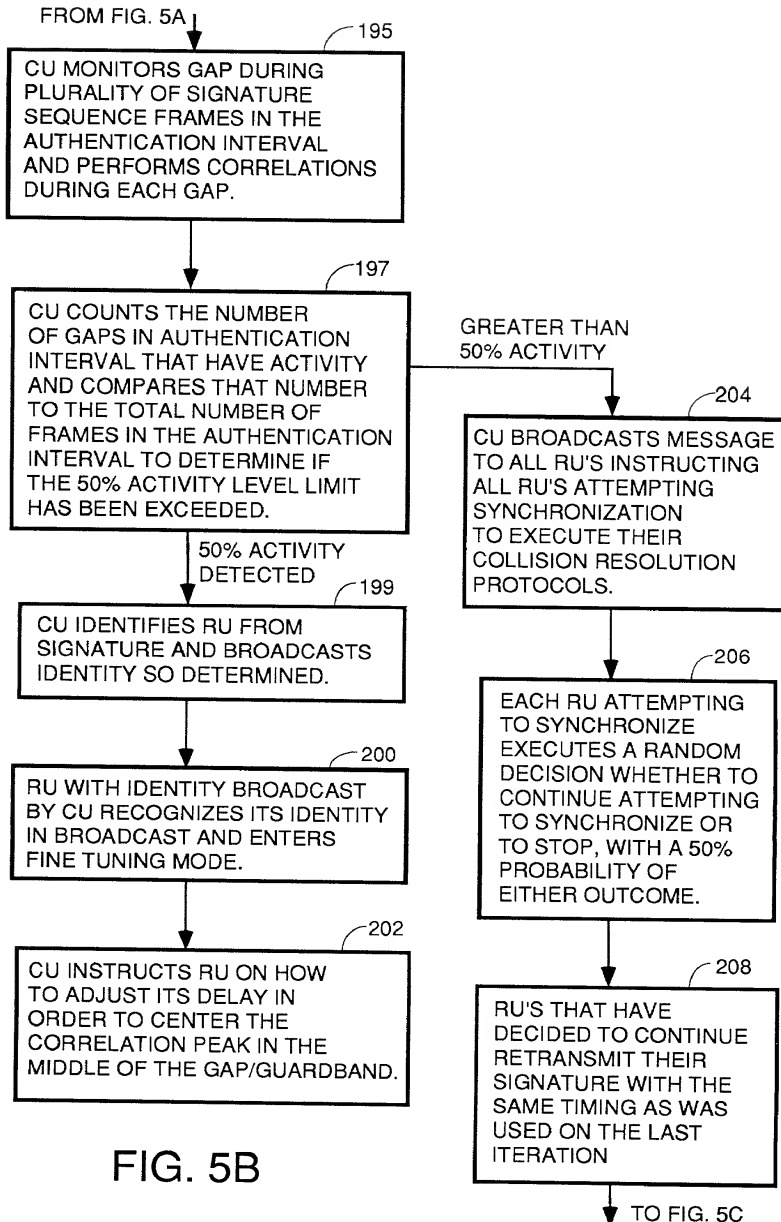 FROM FIG. 5A
195
CU MONITORS GAP DURING
PLURALITY OF SIGNATURE
SEQUENCE FRAMES IN THE
AUTHENTICATION INTERVAL
AND PERFORMS CORRELATIONS
DURING EACH GAP.
197
CU COUNTS THE NUMBER
OF GAPS IN AUTHENTICATION
INTERVAL THAT HAVE ACTIVITY
AND COMPARES THAT NUMBER
TO THE TOTAL NUMBER OF
FRAMES IN THE AUTHENTICATION
INTERVAL TO DETERMINE IF
THE 50% ACTIVITY LEVEL LIMIT
HAS BEEN EXCEEDED.
50% ACTIVITY
DETECTED
199
CU IDENTIFIES RU FROM
SIGNATURE AND BROADCASTS
IDENTITY SO DETERMINED.
200
RU WITH IDENTITY BROADCAST
BY CU RECOGNIZES ITS IDENTITY
IN BROADCAST AND ENTERS
FINE TUNING MODE.
202
CU INSTRUCTS RU ON HOW
TO ADJUST ITS DELAY IN
ORDER TO CENTER THE
CORRELATION PEAK IN THE
MIDDLE OF THE GAP/GUARDBAND.
GREATER THAN
50% ACTIVITY
204
CU BROADCASTS MESSAGE
TO ALL RU'S INSTRUCTING
ALL RU'S ATTEMPTING
SYNCHRONIZATION
TO EXECUTE THEIR
COLLISION RESOLUTION
PROTOCOLS.
206
EACH RU ATTEMPTING
TO SYNCHRONIZE
EXECUTES A RANDOM
DECISION WHETHER TO
CONTINUE ATTEMPTING
TO SYNCHRONIZE OR
TO STOP, WITH A 50%
PROBABILITY OF
EITHER OUTCOME.
208
RU'S THAT HAVE
DECIDED TO CONTINUE
RETRANSMIT THEIR
SIGNATURE WITH THE
SAME TIMING AS WAS
USED ON THE LAST
ITERATION
TO FIG. 5C
FIG. 5B